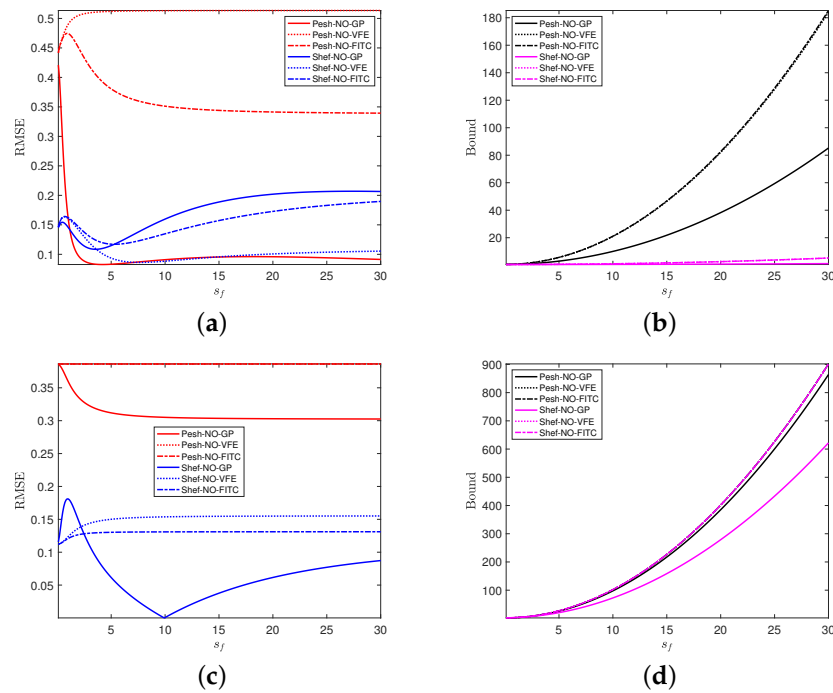 0.5
0.45
0.4
0.35
0.3
0.25
0.2
0.15
0.1
RMSE
5 10 15 20 25 30
s_f
Pesh-NO-GP
Pesh-NO-VFE
Pesh-NO-FITC
Shef-NO-GP
Shef-NO-VFE
Shef-NO-FITC
(a)
180
160
140
120
100
80
60
40
20
Bound
5 10 15 20 25 30
s_f
Pesh-NO-GP
Pesh-NO-VFE
Pesh-NO-FITC
Shef-NO-GP
Shef-NO-VFE
Shef-NO-FITC
(b)
0.35
0.3
0.25
0.2
0.15
0.1
0.05
RMSE
5 10 15 20 25 30
s_f
Pesh-NO-GP
Pesh-NO-VFE
Pesh-NO-FITC
Shef-NO-GP
Shef-NO-VFE
Shef-NO-FITC
(c)
900
800
700
600
500
400
300
200
100
Bound
5 10 15 20 25 30
s_f
Pesh-NO-GP
Pesh-NO-VFE
Pesh-NO-FITC
Shef-NO-GP
Shef-NO-VFE
Shef-NO-FITC
(d)